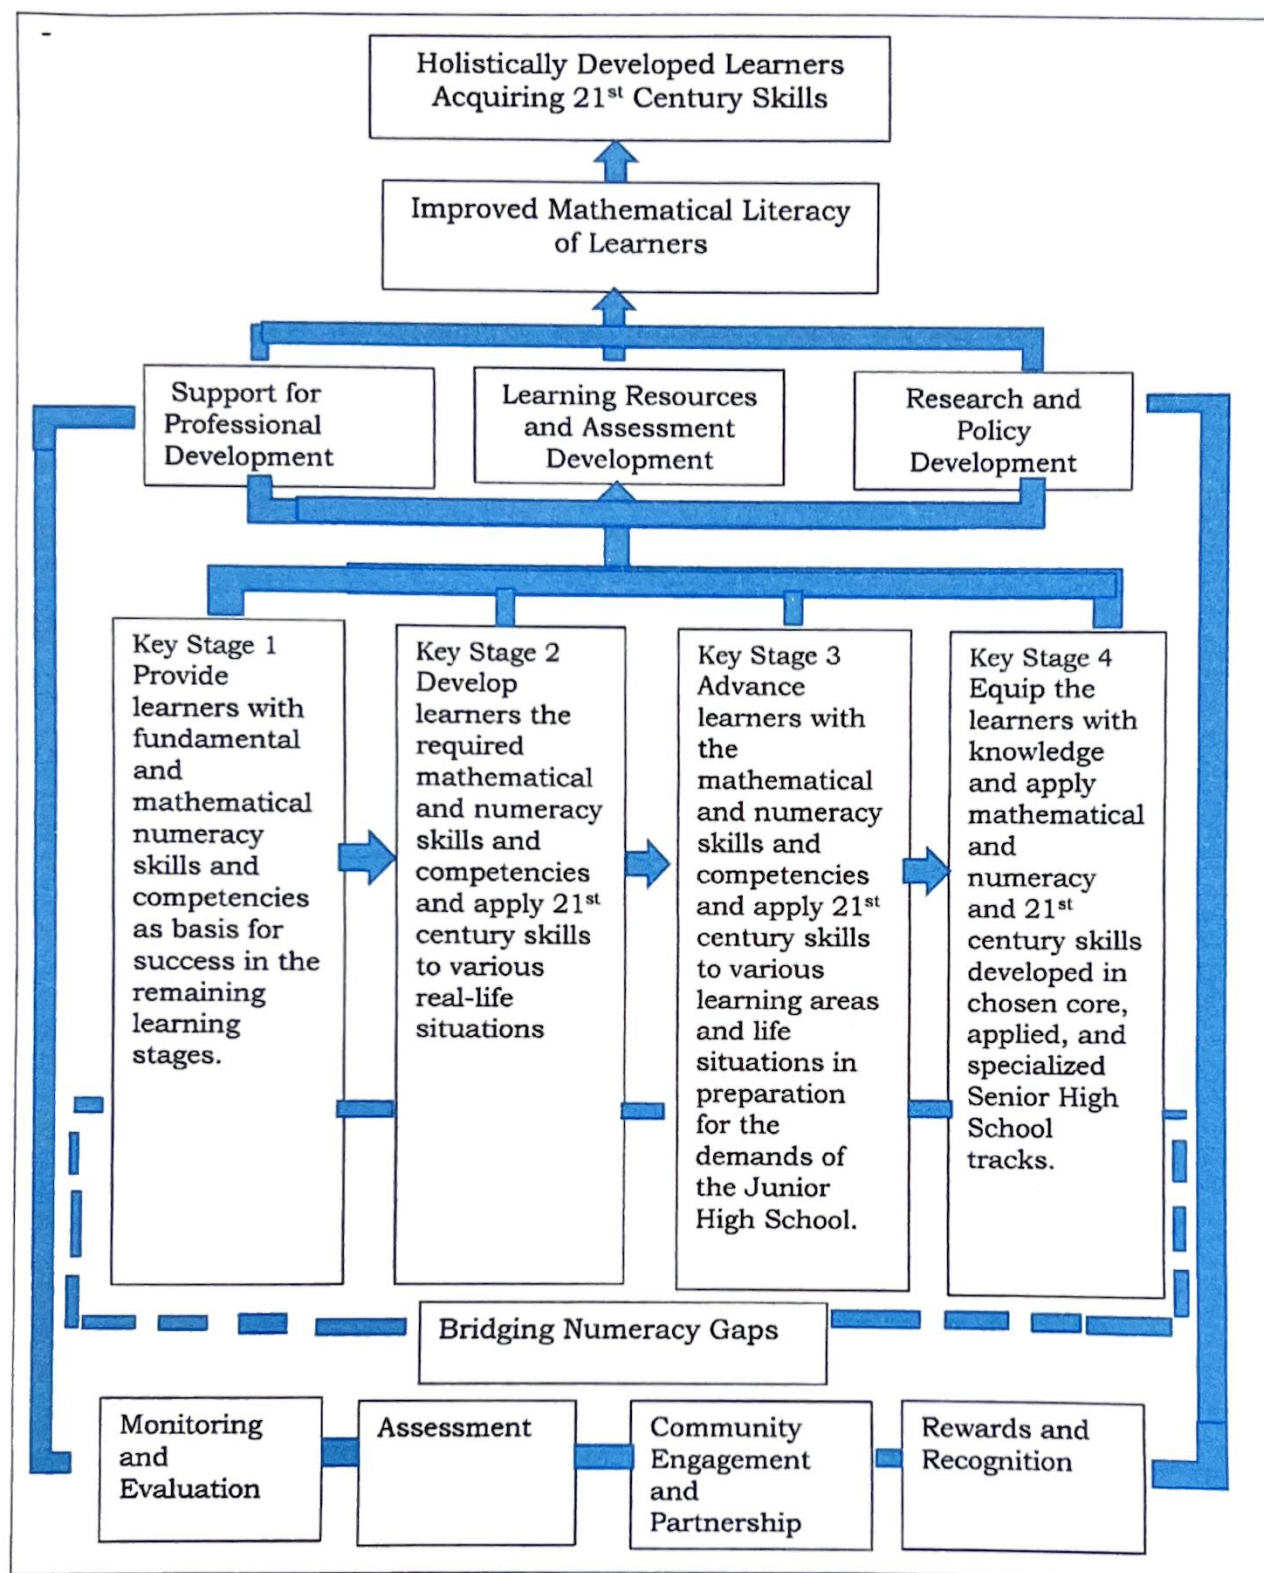 Holistically Developed Learners
Acquiring 21st Century Skills
Improved Mathematical Literacy
of Learners
Support for
Professional
Development
Learning Resources
and Assessment
Development
Research and
Policy
Development
Key Stage 1
Provide
learners with
fundamental
and
mathematical
numeracy
skills and
competencies
as basis for
success in the
remaining
learning
stages.
Key Stage 2
Develop
learners the
required
mathematical
and numeracy
skills and
competencies
and apply 21st
century skills
to various
real-life
situations
Key Stage 3
Advance
learners with
the
mathematical
and numeracy
skills and
competencies
and apply 21st
century skills
to various
learning areas
and life
situations in
preparation
for the
demands of
the Junior
High School.
Key Stage 4
Equip the
learners with
knowledge
and apply
mathematical
and
numeracy
and 21st
century skills
developed in
chosen core,
applied, and
specialized
Senior High
School
tracks.
Bridging Numeracy Gaps
Monitoring
and
Evaluation
Assessment
Community
Engagement
and
Partnership
Rewards and
Recognition